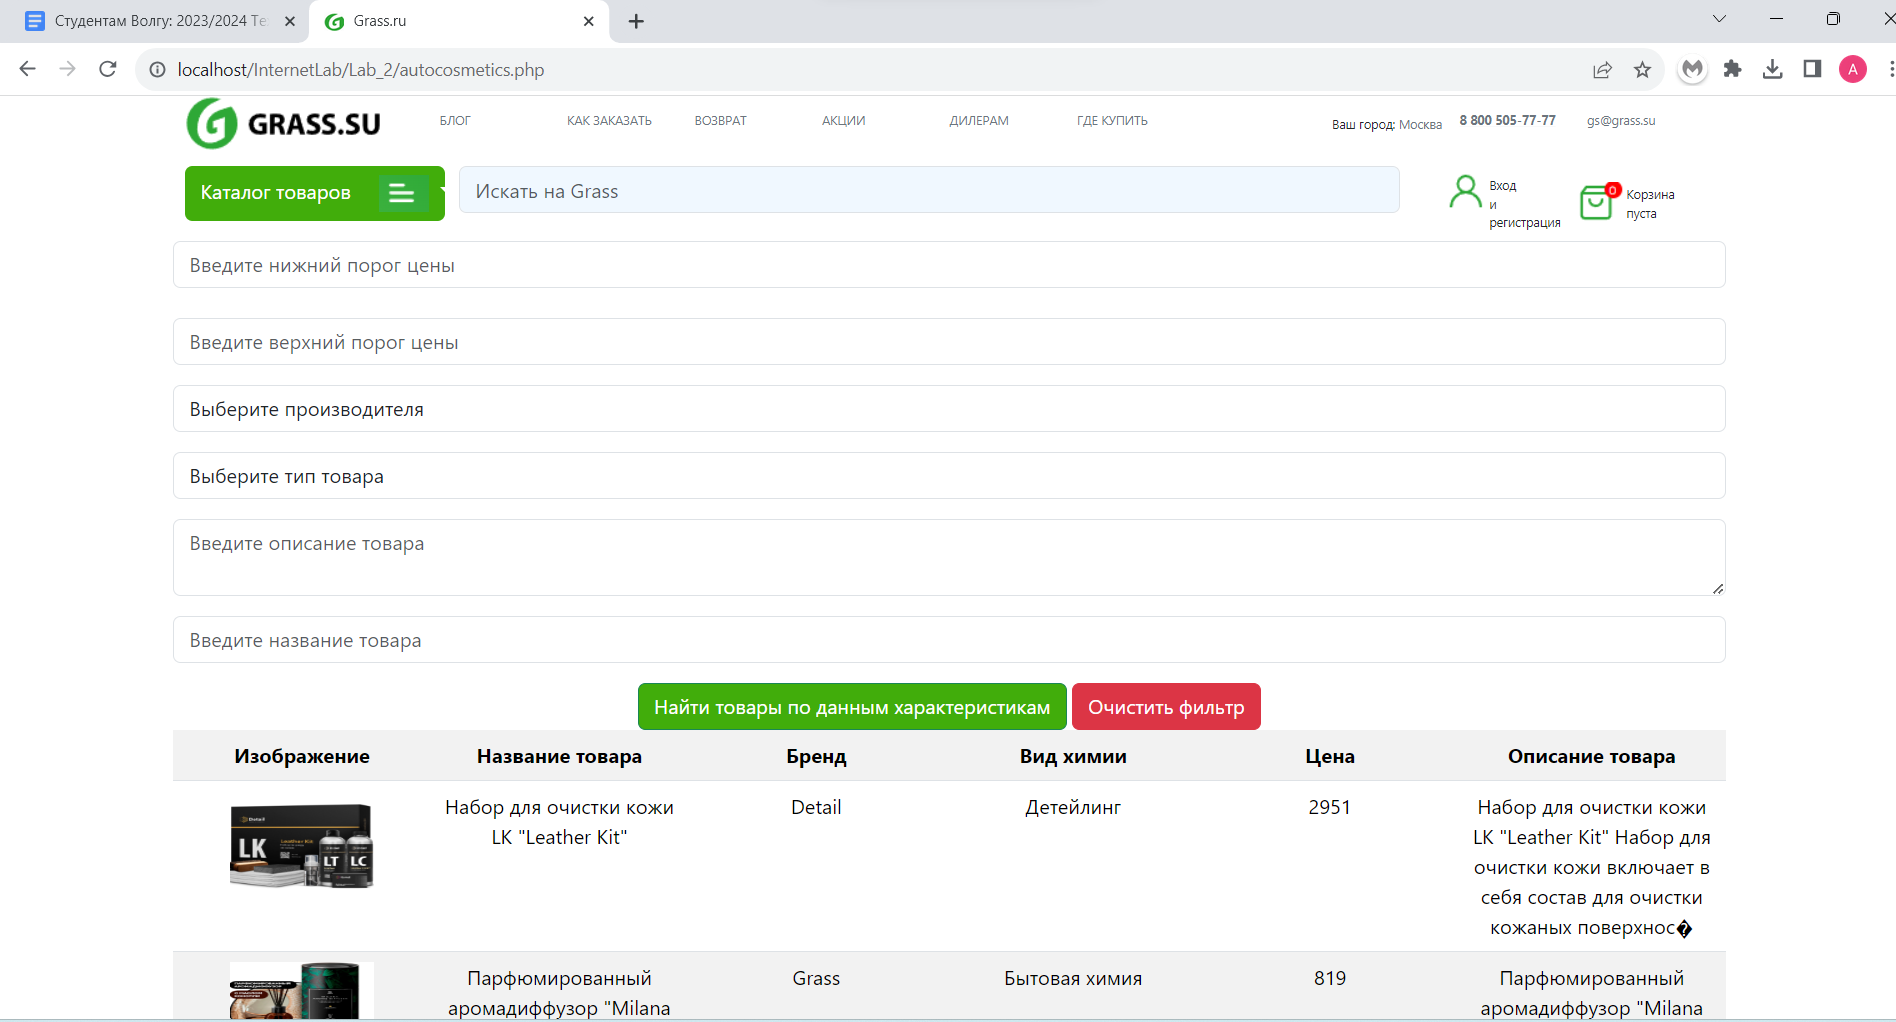 Студентам Волгу: 2023/2024 Те
Grass.ru
localhost/InternetLab/Lab_2/autocosmetics.php
A
GRASS.SU
БЛОГ
КАК ЗАКАЗАТЬ
ВОЗВРАТ
АКЦИИ
ДИЛЕРАМ
ГДЕ КУПИТЬ
Ваш город: Москва
8 800 505-77-77
gs@grass.su
Каталог товаров
Искать на Grass
Вход
и
регистрация
0
Корзина
пуста
Введите нижний порог цены
Введите верхний порог цены
Выберите производителя
Выберите тип товара
Введите описание товара
Введите название товара
Найти товары по данным характеристикам
Очистить фильтр
Изображение Название товара Бренд Вид химии Цена Описание товара
Detail
LK
Leather Kit
LT
LC
Набор для очистки кожи
LK "Leather Kit"
Detail
Детейлинг
2951
Набор для очистки кожи
LK "Leather Kit" Набор для
очистки кожи включает в
себя состав для очистки
кожаных поверхнос�
Парфюмированный
аромадиффузор "Milana
Grass
Бытовая химия
819
Парфюмированный
аромадиффузор "Milana